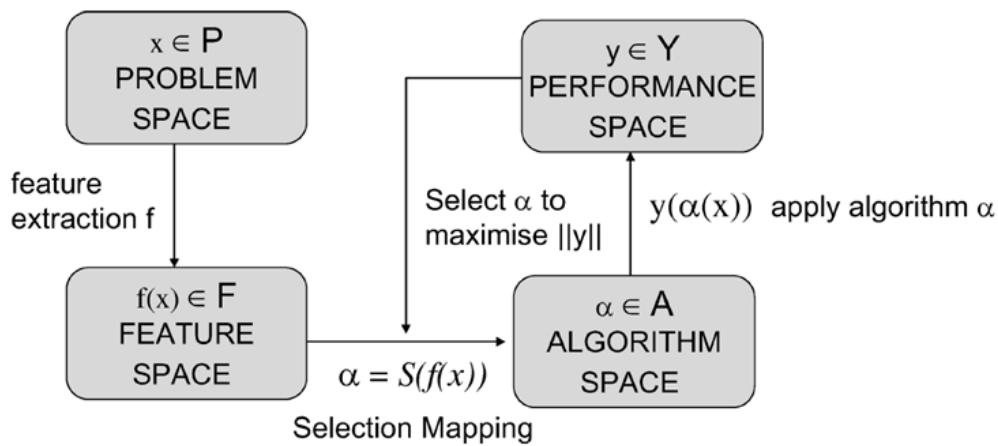 x ∈ P
PROBLEM
SPACE
y ∈ Y
PERFORMANCE
SPACE
feature
extraction f
Select α to
maximise ||y||
y(α(x)) apply algorithm α
f(x) ∈ F
FEATURE
SPACE
α = S(f(x))
Selection Mapping
α ∈ A
ALGORITHM
SPACE